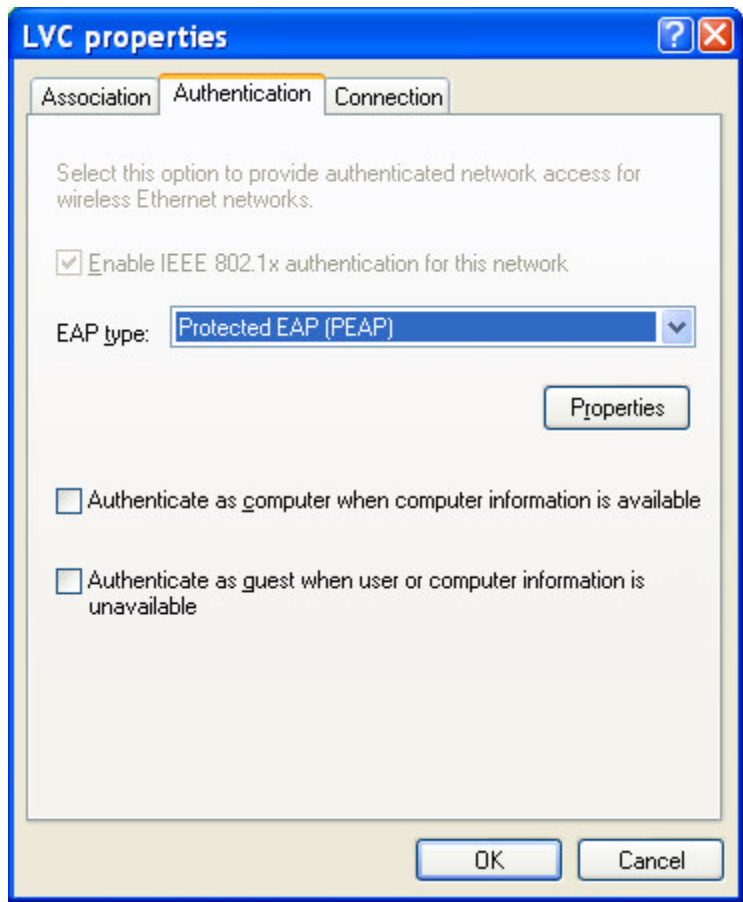 LVC properties
Association Authentication Connection
Select this option to provide authenticated network access for
wireless Ethernet networks.
Enable IEEE 802.1x authentication for this network
EAP type: Protected EAP (PEAP)
Properties
Authenticate as computer when computer information is available
Authenticate as guest when user or computer information is
unavailable
OK Cancel